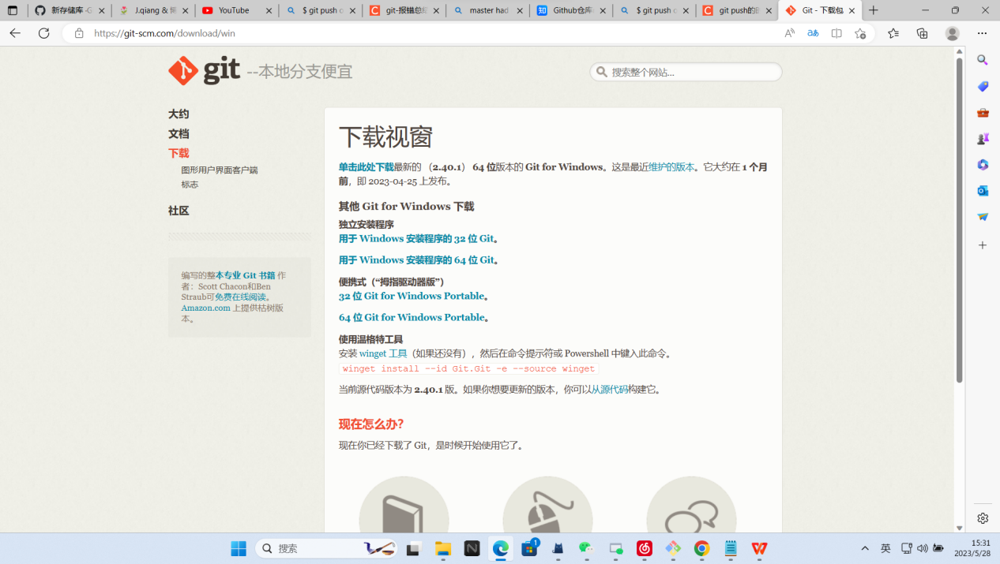 新存储库 ·G
J.qiang & 博
YouTube
$ git push o
git-报错总结
master had
知 Github仓库
$ git push o
git push的时
Git - 下载包
https://git-scm.com/download/win
git --本地分支便宜
搜索整个网站...
大约
文档
下载
图形用户界面客户端
标志
社区
编写的整本专业 Git 书籍 作
者：Scott Chacon和Ben
Straub可免费在线阅读。
Amazon.com 上提供枯树版
本。
下载视窗
单击此处下载最新的 （2.40.1） 64 位版本的 Git for Windows。这是最近维护的版本。它大约在 1 个月
前，即 2023-04-25 上发布。
其他 Git for Windows 下载
独立安装程序
用于 Windows 安装程序的 32 位 Git。
用于 Windows 安装程序的 64 位 Git。
便携式（“拇指驱动器版”）
32 位 Git for Windows Portable。
64 位 Git for Windows Portable。
使用温格特工具
安装 winget 工具（如果还没有），然后在命令提示符或 Powershell 中键入此命令。
winget install --id Git.Git -e --source winget
当前源代码版本为 2.40.1 版。如果你想要更新的版本，你可以从源代码构建它。
现在怎么办?
现在你已经下载了 Git，是时候开始使用它了。
搜索
1
英
15:31
2023/5/28